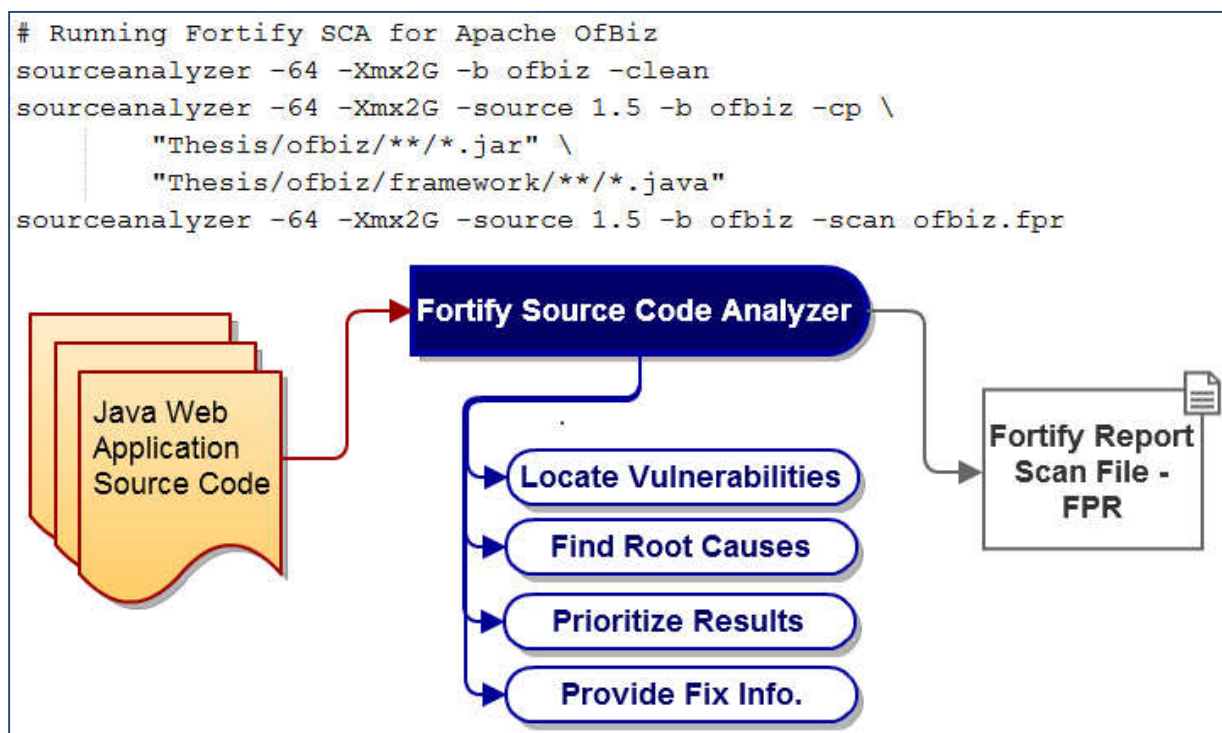 # Running Fortify SCA for Apache OfBiz
sourceanalyzer -64 -Xmx2G -b ofbiz -clean
sourceanalyzer -64 -Xmx2G -source 1.5 -b ofbiz -cp \
"Thesis/ofbiz/**/*.jar" \
"Thesis/ofbiz/framework/**/*.java"
sourceanalyzer -64 -Xmx2G -source 1.5 -b ofbiz -scan ofbiz.fpr
Fortify Source Code Analyzer
Java Web
Application
Source Code
Locate Vulnerabilities
Find Root Causes
Prioritize Results
Provide Fix Info.
Fortify Report
Scan File -
FPR